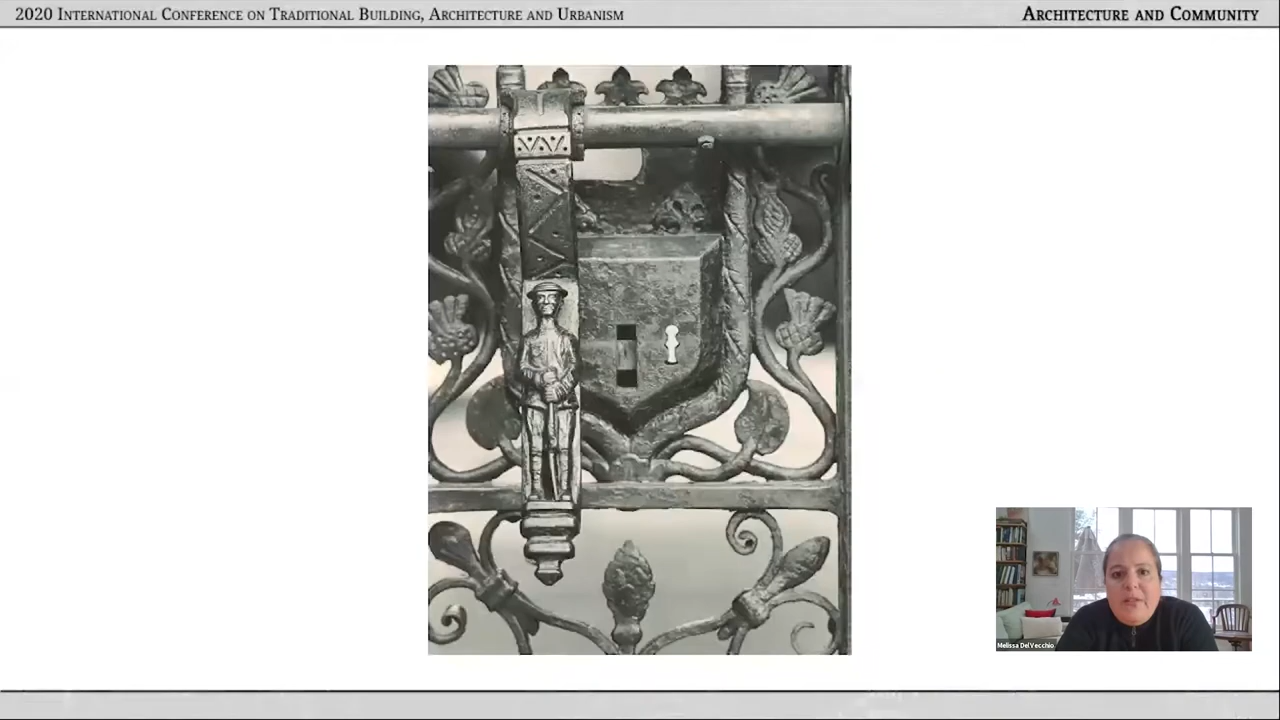 2020 International Conference on Traditional Building, Architecture and Urbanism
Architecture and Community
Melissa DelVecchio